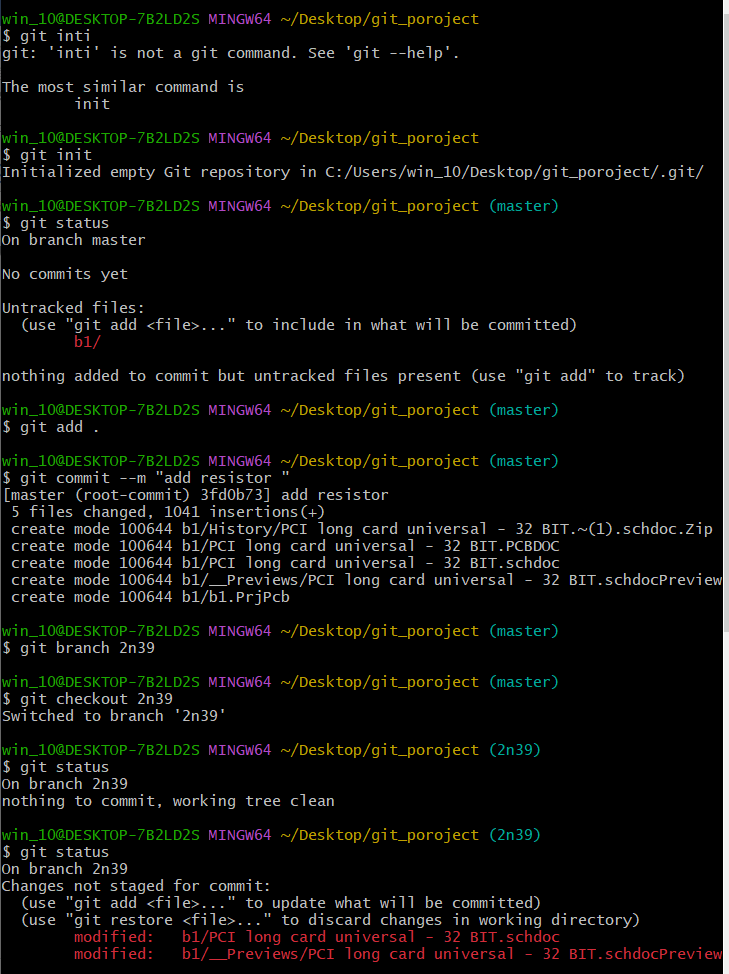 win_10@DESKTOP-7B2LD2S MINGW64 ~/Desktop/git_poroject
$ git inti
git: 'inti' is not a git command. See 'git --help'.
The most similar command is
init
win_10@DESKTOP-7B2LD2S MINGW64 ~/Desktop/git_poroject
$ git init
Initialized empty Git repository in C:/Users/win_10/Desktop/git_poroject/.git/
win_10@DESKTOP-7B2LD2S MINGW64 ~/Desktop/git_poroject (master)
$ git status
On branch master
No commits yet
Untracked files:
(use "git add <file>..." to include in what will be committed)
b1/
nothing added to commit but untracked files present (use "git add" to track)
win_10@DESKTOP-7B2LD2S MINGW64 ~/Desktop/git_poroject (master)
$ git add .
win_10@DESKTOP-7B2LD2S MINGW64 ~/Desktop/git_poroject (master)
$ git commit --m "add resistor "
[master (root-commit) 3fd0b73] add resistor
5 files changed, 1041 insertions(+)
create mode 100644 b1/History/PCI long card universal - 32 BIT.~(1).schdoc.Zip
create mode 100644 b1/PCI long card universal - 32 BIT.PCBDOC
create mode 100644 b1/PCI long card universal - 32 BIT.schdoc
create mode 100644 b1/__Previews/PCI long card universal - 32 BIT.schdocPreview
create mode 100644 b1/b1.PrjPcb
win_10@DESKTOP-7B2LD2S MINGW64 ~/Desktop/git_poroject (master)
$ git branch 2n39
win_10@DESKTOP-7B2LD2S MINGW64 ~/Desktop/git_poroject (master)
$ git checkout 2n39
Switched to branch '2n39'
win_10@DESKTOP-7B2LD2S MINGW64 ~/Desktop/git_poroject (2n39)
$ git status
On branch 2n39
nothing to commit, working tree clean
win_10@DESKTOP-7B2LD2S MINGW64 ~/Desktop/git_poroject (2n39)
$ git status
On branch 2n39
Changes not staged for commit:
(use "git add <file>..." to update what will be committed)
(use "git restore <file>..." to discard changes in working directory)
modified:   b1/PCI long card universal - 32 BIT.schdoc
modified:   b1/__Previews/PCI long card universal - 32 BIT.schdocPreview